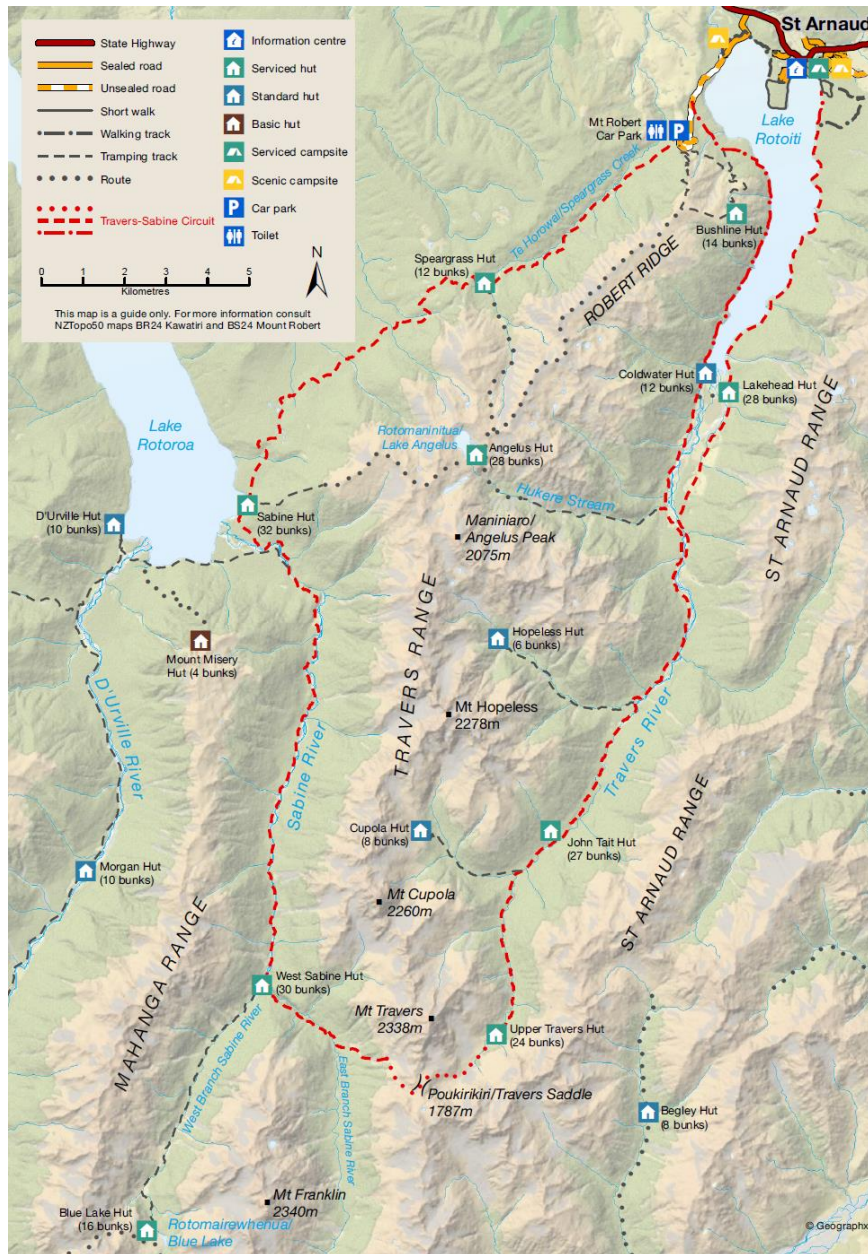 State Highway
Sealed road
Unsealed road
Short walk
Walking track
Tramping track
Route
Travers-Sabine Circuit
Information centre
Serviced hut
Standard hut
Basic hut
Serviced campsite
Scenic campsite
P
Car park
Toilet
N
0 1 2 3 4 5
Kilometres
This map is a guide only. For more information consult
NZTopo50 maps BR24 Kawatiri and BS24 Mount Robert
St Arnaud
Mt Robert
Car Park
P
Lake
Rotoiti
Te Horowai/Speargrass Creek
Bushline Hut
(14 bunks)
Speargrass Hut
(12 bunks)
ROBERT RIDGE
Coldwater Hut
(12 bunks)
Lakehead Hut
(28 bunks)
Lake
Rotoroa
Rotomaninitua/
Lake Angelus
Angelus Hut
(28 bunks)
ST ARNAUD RANGE
Hukere Stream
D'Urville Hut
(10 bunks)
Sabine Hut
(32 bunks)
Maniniaro/
Angelus Peak
2075m
Hopeless Hut
(6 bunks)
Mount Misery
Hut (4 bunks)
TRAVERS RANGE
Mt Hopeless
2278m
D'Urville River
Sabine River
Travers River
Cupola Hut
(8 bunks)
John Tait Hut
(27 bunks)
ST ARNAUD RANGE
Morgan Hut
(10 bunks)
Mt Cupola
2260m
MAHANGA RANGE
West Sabine Hut
(30 bunks)
Mt Travers
2338m
Upper Travers Hut
(24 bunks)
West Branch Sabine River
East Branch Sabine River
Poukirikiri/Travers Saddle
1787m
Begley Hut
(8 bunks)
Mt Franklin
2340m
Blue Lake Hut
(16 bunks)
Rotomairewhenua/
Blue Lake
© Geographx